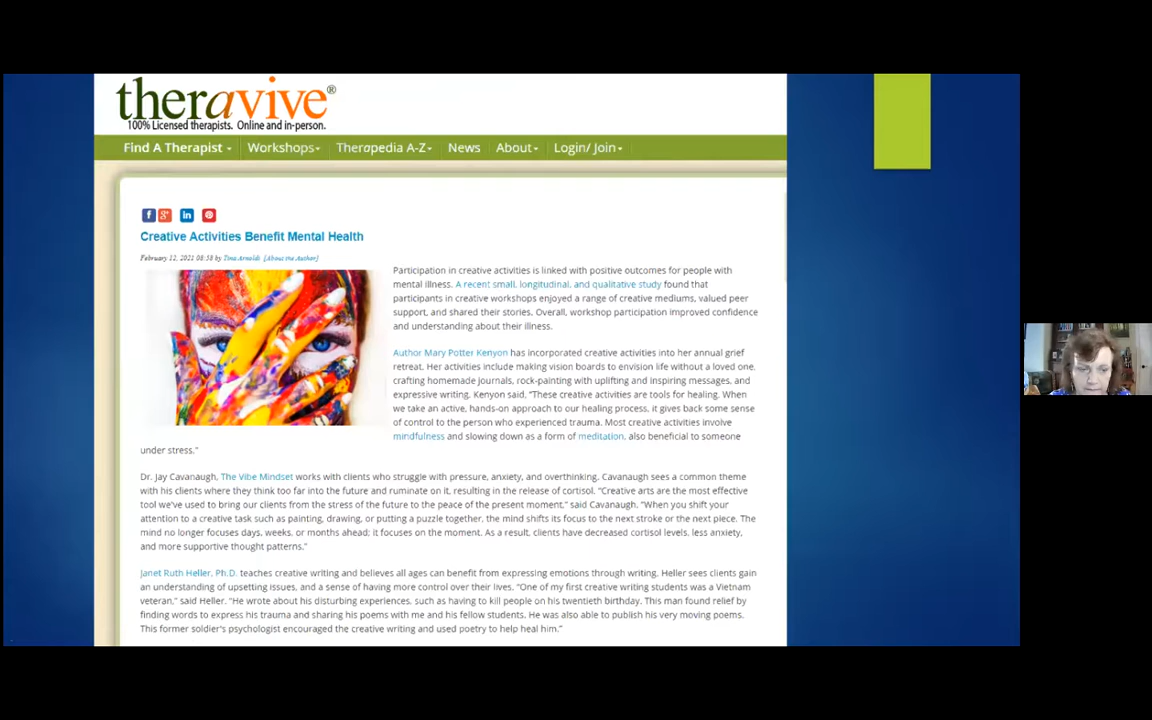 theravive®
100% Licensed therapists. Online and in-person.
Find A Therapist Workshops Therapedia A-Z News About Login/ Join
Creative Activities Benefit Mental Health
February 12, 2021 08:58 by Tina Arnoldi [About the Author]
Participation in creative activities is linked with positive outcomes for people with
mental illness. A recent small, longitudinal, and qualitative study found that
participants in creative workshops enjoyed a range of creative mediums, valued peer
support, and shared their stories. Overall, workshop participation improved confidence
and understanding about their illness.
Author Mary Potter Kenyon has incorporated creative activities into her annual grief
retreat. Her activities include making vision boards to envision life without a loved one,
crafting homemade journals, rock-painting with uplifting and inspiring messages, and
expressive writing. Kenyon said, "These creative activities are tools for healing. When
we take an active, hands-on approach to our healing process, it gives back some sense
of control to the person who experienced trauma. Most creative activities involve
mindfulness and slowing down as a form of meditation, also beneficial to someone
under stress."
Dr. Jay Cavanaugh, The Vibe Mindset works with clients who struggle with pressure, anxiety, and overthinking. Cavanaugh sees a common theme
with his clients where they think too far into the future and ruminate on it, resulting in the release of cortisol. "Creative arts are the most effective
tool we've used to bring our clients from the stress of the future to the peace of the present moment," said Cavanaugh. "When you shift your
attention to a creative task such as painting, drawing, or putting a puzzle together, the mind shifts its focus to the next stroke or the next piece. The
mind no longer focuses days, weeks, or months ahead; it focuses on the moment. As a result, clients have decreased cortisol levels, less anxiety,
and more supportive thought patterns."
Janet Ruth Heller, Ph.D. teaches creative writing and believes all ages can benefit from expressing emotions through writing. Heller sees clients gain
an understanding of upsetting issues, and a sense of having more control over their lives. "One of my first creative writing students was a Vietnam
veteran," said Heller. "He wrote about his disturbing experiences, such as having to kill people on his twentieth birthday. This man found relief by
finding words to express his trauma and sharing his poems with me and his fellow students. He was also able to publish his very moving poems.
This former soldier's psychologist encouraged the creative writing and used poetry to help heal him."